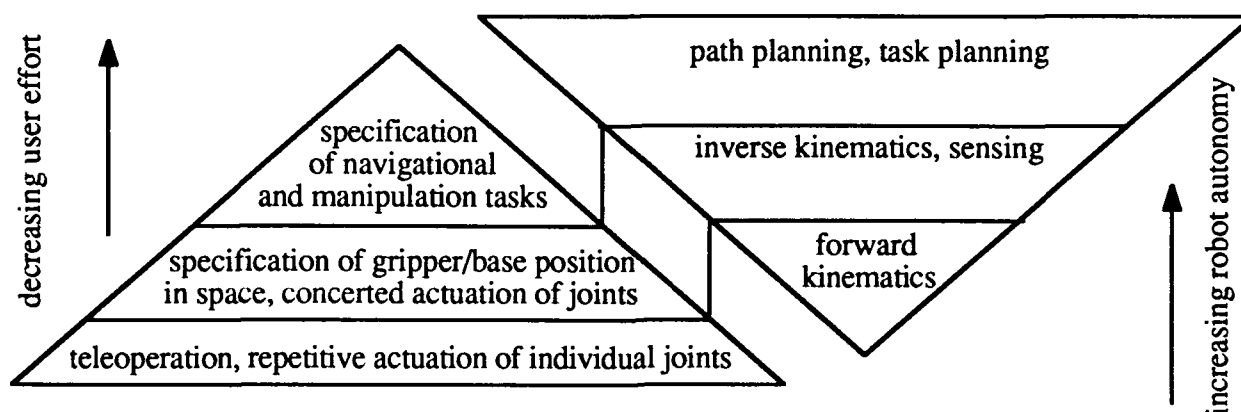 decreasing user effort
specification
of navigational
and manipulation tasks
specification of gripper/base position
in space, concerted actuation of joints
teleoperation, repetitive actuation of individual joints
path planning, task planning
inverse kinematics, sensing
forward
kinematics
increasing robot autonomy